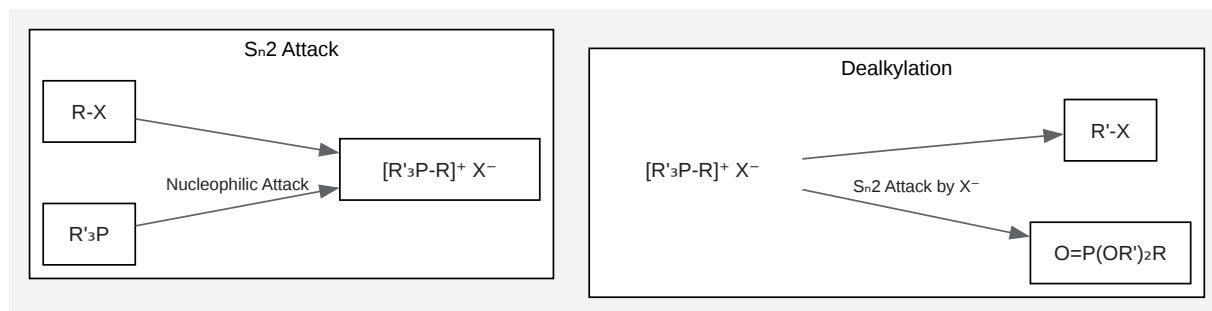 Sₙ2 Attack
R-X
R'₃P
Nucleophilic Attack
[R'₃P-R]⁺ X⁻
Dealkylation
[R'₃P-R]⁺ X⁻
Sₙ2 Attack by X⁻
R'-X
O=P(OR')₂R